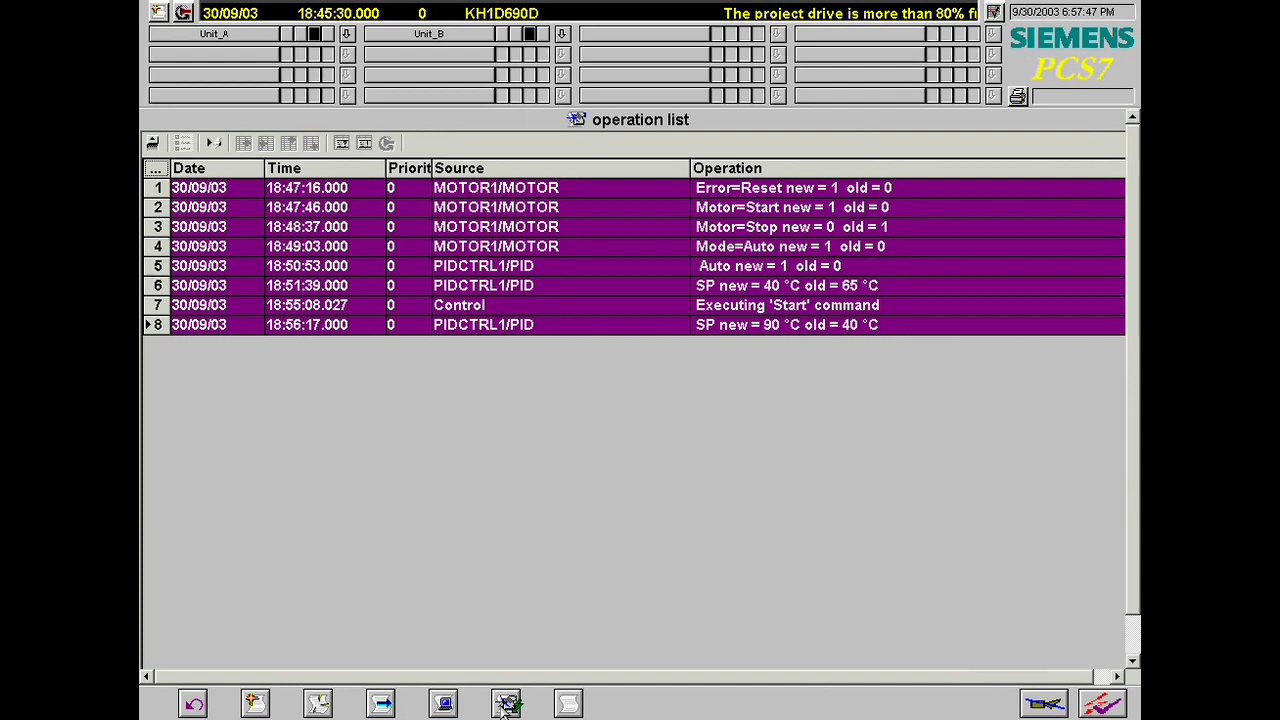 30/09/03 18:45:30.000 0 KH1D690D The project drive is more than 80% fu
9/30/2003 6:57:47 PM
Unit_A Unit_B
SIEMENS
PCS7
operation list
... Date Time Priorit Source Operation
1 30/09/03 18:47:16.000 0 MOTOR1/MOTOR Error=Reset new = 1 old = 0
2 30/09/03 18:47:46.000 0 MOTOR1/MOTOR Motor=Start new = 1 old = 0
3 30/09/03 18:48:37.000 0 MOTOR1/MOTOR Motor=Stop new = 0 old = 1
4 30/09/03 18:49:03.000 0 MOTOR1/MOTOR Mode=Auto new = 1 old = 0
5 30/09/03 18:50:53.000 0 PIDCTRL1/PID Auto new = 1 old = 0
6 30/09/03 18:51:39.000 0 PIDCTRL1/PID SP new = 40 °C old = 65 °C
7 30/09/03 18:55:08.027 0 Control Executing 'Start' command
8 30/09/03 18:56:17.000 0 PIDCTRL1/PID SP new = 90 °C old = 40 °C